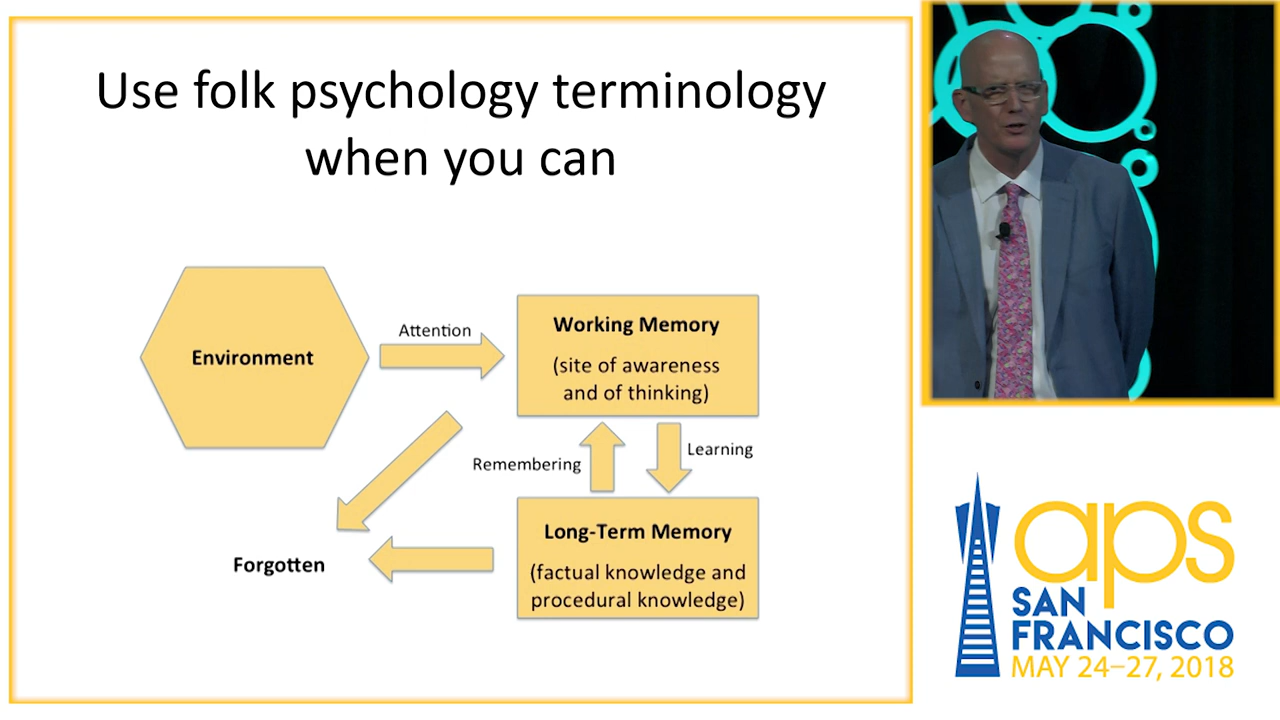 Use folk psychology terminology
when you can
Environment
Attention
Working Memory
(site of awareness
and of thinking)
Remembering
Learning
Forgotten
Long-Term Memory
(factual knowledge and
procedural knowledge)
aps
SAN
FRANCISCO
MAY 24–27, 2018